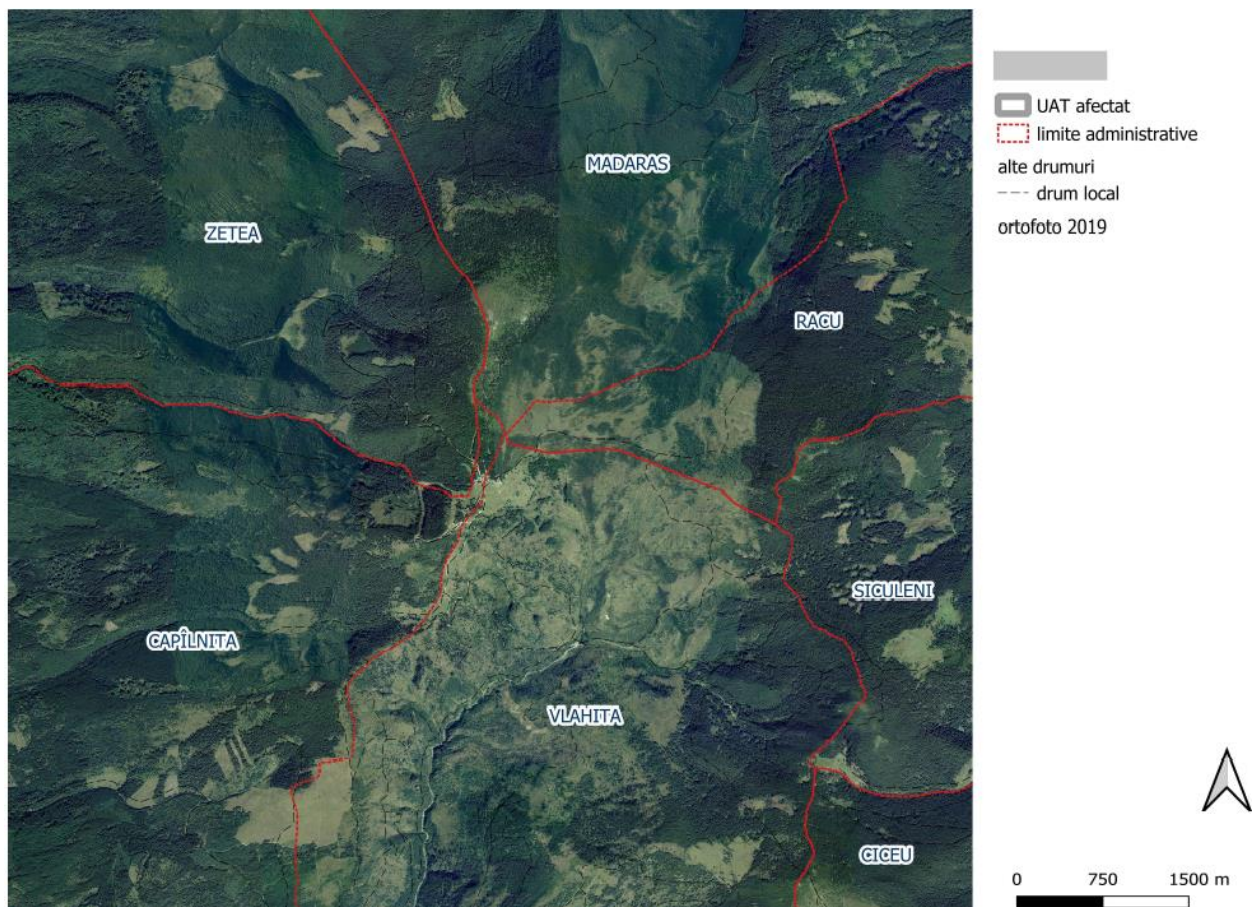 MADARAS
ZETEA
RACU
SICULENI
CAPÎLNITA
VLAHITA
CICEU
UAT afectat
limite administrative
alte drumuri
drum local
ortofoto 2019
0 750 1500 m